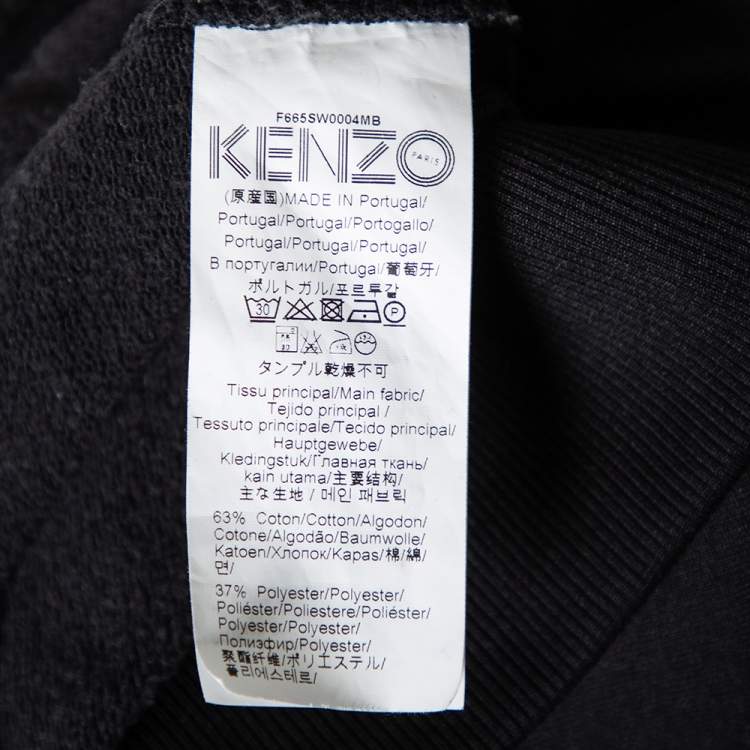 F665SW0004MB
KENZO
PARIS
(原産国)MADE IN Portugal/
Portugal/Portugal/Portogallo/
Portugal/Portugal/Portugal/
В португалии/Portugal/葡萄牙/
ポルトガル/포르투갈
30 P
タンブル乾燥不可
Tissu principal/Main fabric/
Tejido principal /
Tessuto principale/Tecido principal/
Hauptgewebe/
Kledingstuk/Главная ткань/
kain utama/主要结构/
主な生地 / 메인 패브릭
63% Coton/Cotton/Algodon/
Cotone/Algodão/Baumwolle/
Katoen/Хлопок/Kapas/棉/綿/
면/
37% Polyester/Polyester/
Poliéster/Poliestere/Poliéster/
Polyester/Polyester/
Полиэфир/Polyester/
聚酯纤维/ポリエステル/
폴리에스테르/